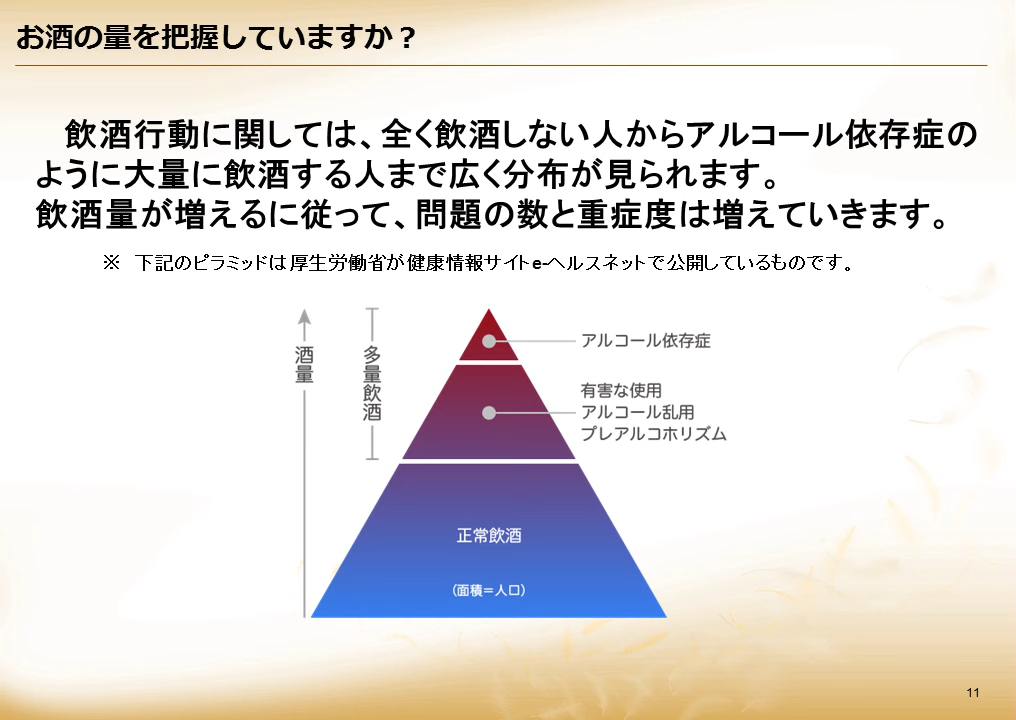 お酒の量を把握していますか？
飲酒行動に関しては、全く飲酒しない人からアルコール依存症の
ように大量に飲酒する人まで広く分布が見られます。
飲酒量が増えるに従って、問題の数と重症度は増えていきます。
※　下記のピラミッドは厚生労働省が健康情報サイトe-ヘルスネットで公開しているものです。
酒量
多量飲酒
アルコール依存症
有害な使用
アルコール乱用
プレアルコホリズム
正常飲酒
（面積＝人口）
11